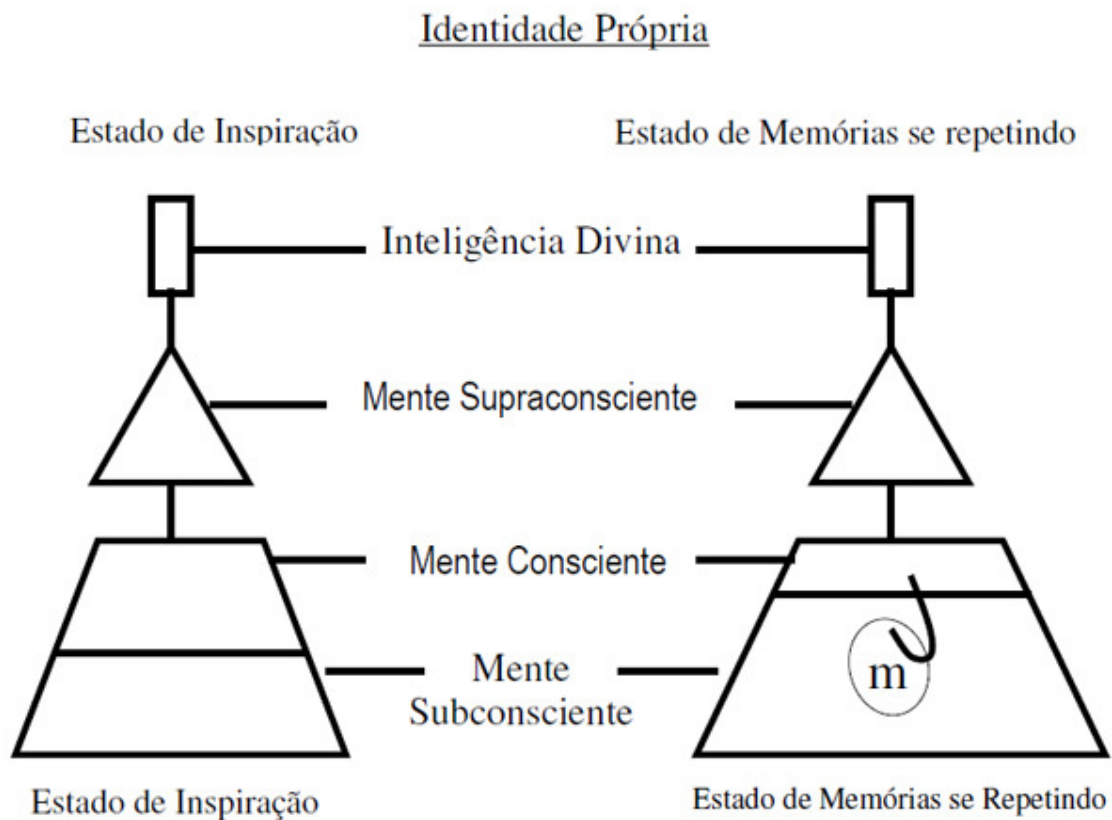 Identidade Própria
Estado de Inspiração
Estado de Memórias se repetindo
Inteligência Divina
Mente Supraconsciente
Mente Consciente
Mente
Subconsciente
m
Estado de Inspiração
Estado de Memórias se Repetindo